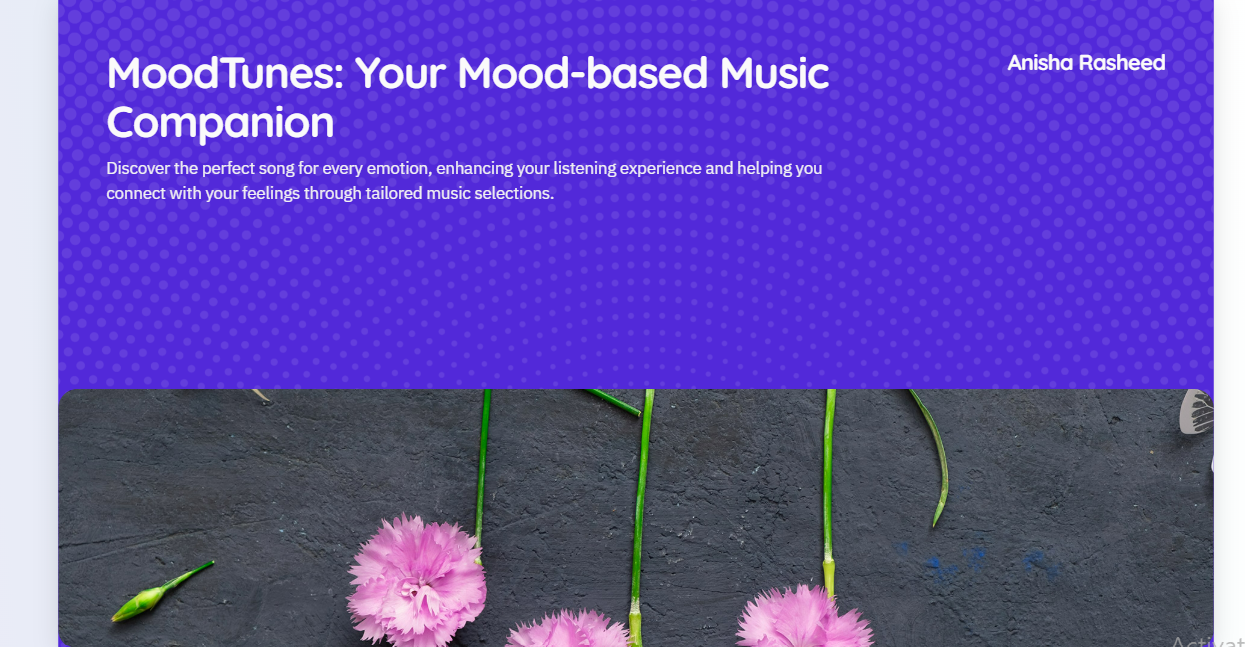 MoodTunes: Your Mood-based Music
Companion
Anisha Rasheed
Discover the perfect song for every emotion, enhancing your listening experience and helping you
connect with your feelings through tailored music selections.